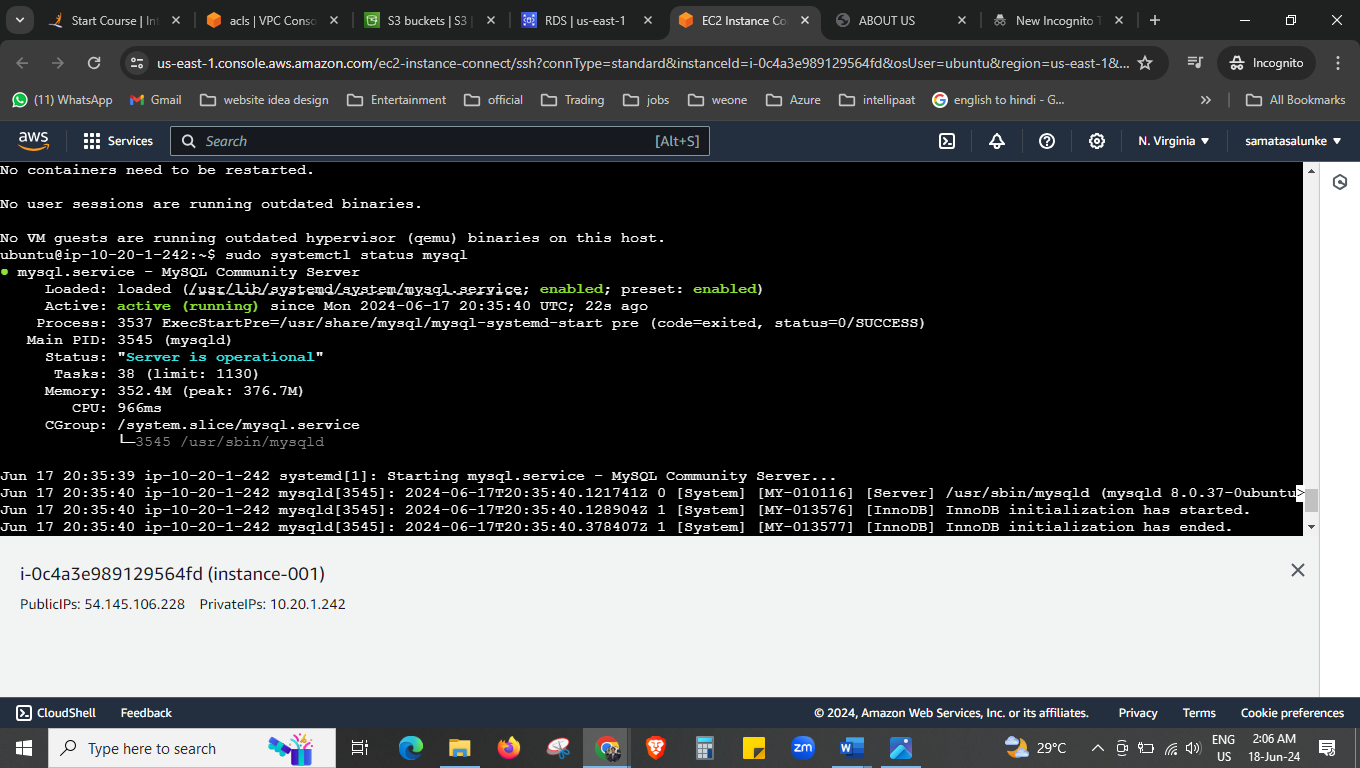 Start Course | Int
acls | VPC Conso
S3 buckets | S3 |
RDS | us-east-1
EC2 Instance Co
ABOUT US
New Incognito T
us-east-1.console.aws.amazon.com/ec2-instance-connect/ssh?connType=standard&instanceId=i-0c4a3e989129564fd&osUser=ubuntu&region=us-east-1&...
Incognito
(11) WhatsApp
Gmail
website idea design
Entertainment
official
Trading
jobs
weone
Azure
intellipaat
english to hindi - G...
All Bookmarks
aws
Services
Search
[Alt+S]
N. Virginia
samatasalunke
No containers need to be restarted.
No user sessions are running outdated binaries.
No VM guests are running outdated hypervisor (qemu) binaries on this host.
ubuntu@ip-10-20-1-242:~$ sudo systemctl status mysql
● mysql.service - MySQL Community Server
Loaded: loaded (/usr/lib/systemd/system/mysql.service; enabled; preset: enabled)
Active: active (running) since Mon 2024-06-17 20:35:40 UTC; 22s ago
Process: 3537 ExecStartPre=/usr/share/mysql/mysql-systemd-start pre (code=exited, status=0/SUCCESS)
Main PID: 3545 (mysqld)
Status: "Server is operational"
Tasks: 38 (limit: 1130)
Memory: 352.4M (peak: 376.7M)
CPU: 966ms
CGroup: /system.slice/mysql.service
└─3545 /usr/sbin/mysqld
Jun 17 20:35:39 ip-10-20-1-242 systemd[1]: Starting mysql.service - MySQL Community Server...
Jun 17 20:35:40 ip-10-20-1-242 mysqld[3545]: 2024-06-17T20:35:40.121741Z 0 [System] [MY-010116] [Server] /usr/sbin/mysqld (mysqld 8.0.37-0ubuntu>
Jun 17 20:35:40 ip-10-20-1-242 mysqld[3545]: 2024-06-17T20:35:40.128904Z 1 [System] [MY-013576] [InnoDB] InnoDB initialization has started.
Jun 17 20:35:40 ip-10-20-1-242 mysqld[3545]: 2024-06-17T20:35:40.378407Z 1 [System] [MY-013577] [InnoDB] InnoDB initialization has ended.
i-0c4a3e989129564fd (instance-001)
PublicIPs: 54.145.106.228 PrivateIPs: 10.20.1.242
CloudShell
Feedback
© 2024, Amazon Web Services, Inc. or its affiliates.
Privacy
Terms
Cookie preferences
Type here to search
zm
29°C
ENG
US
2:06 AM
18-Jun-24